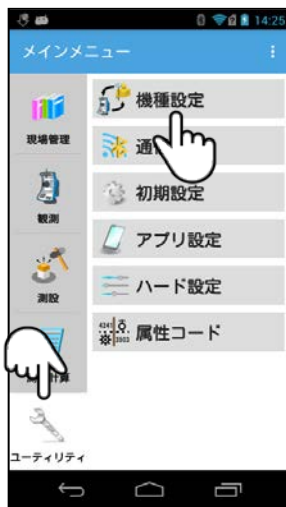 14:25
メインメニュー
現場管理
観測
測設
計算
ユーティリティ
機種設定
通
初期設定
アプリ設定
ハード設定
属性コード